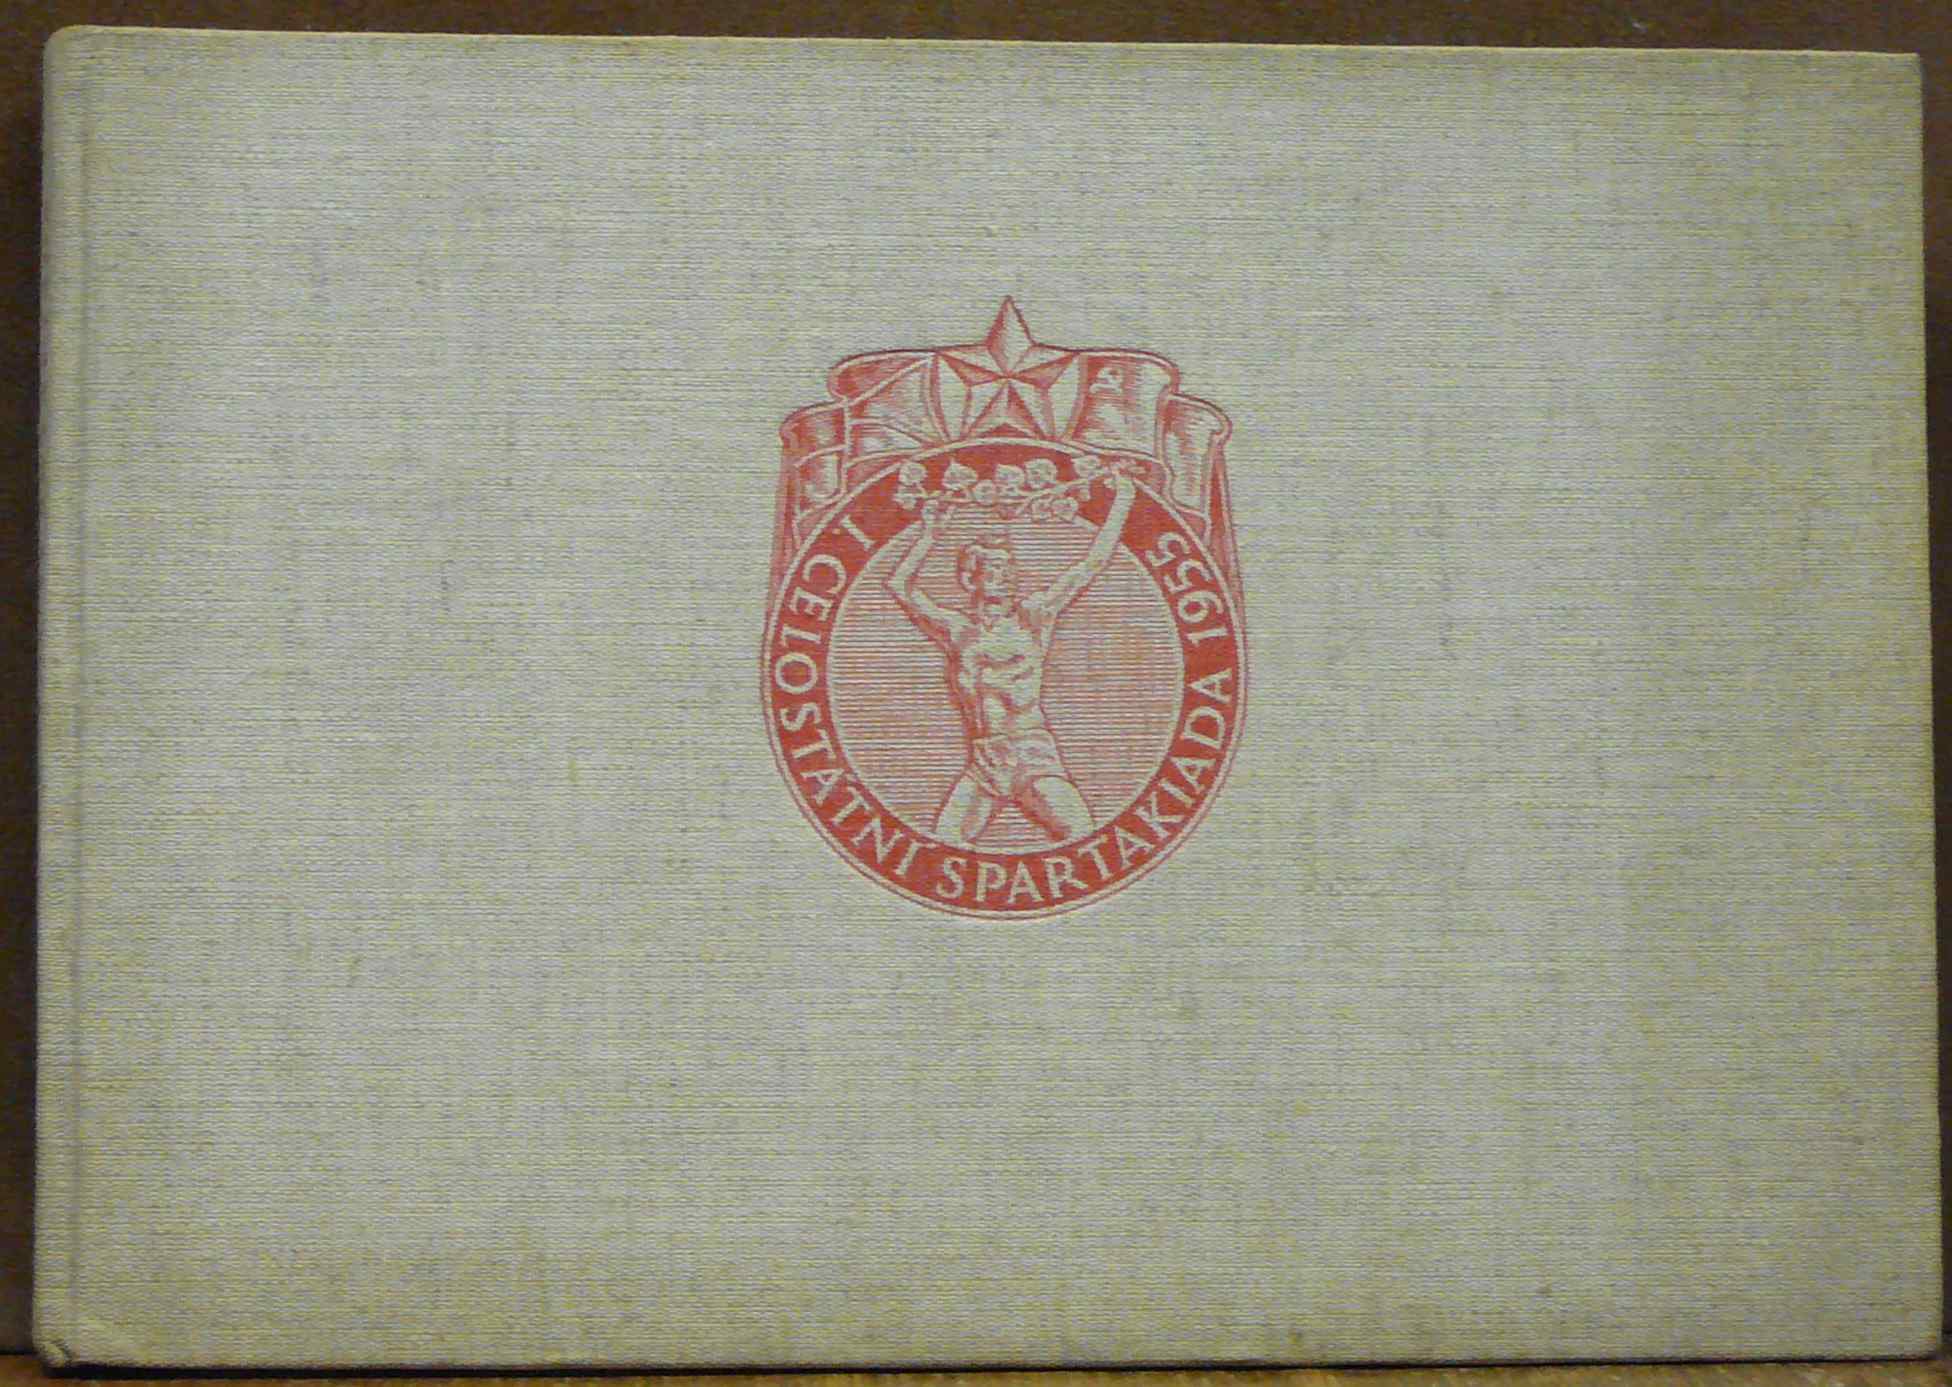 I. CELOSTÁTNÍ SPARTAKIADA 1955